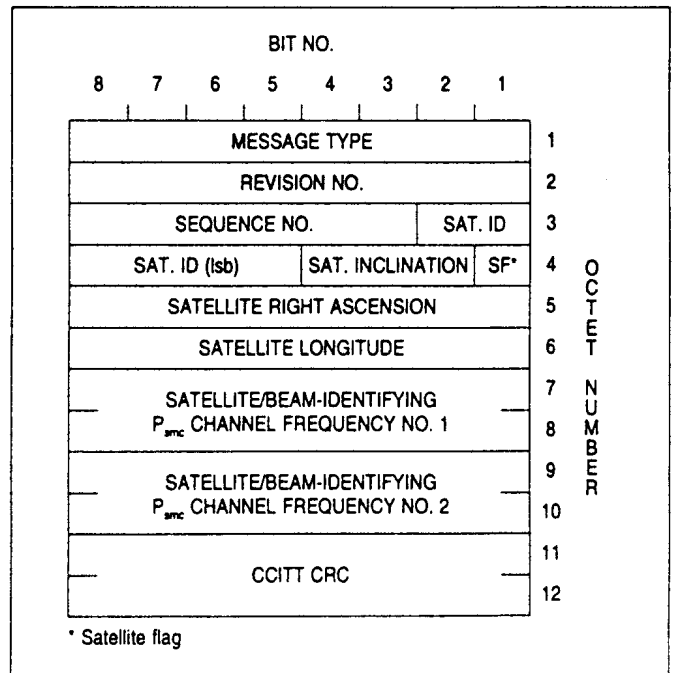 BIT NO.
8 7 6 5 4 3 2 1
MESSAGE TYPE 1
REVISION NO. 2
SEQUENCE NO. SAT. ID 3
SAT. ID (lsb) SAT. INCLINATION SF* 4
SATELLITE RIGHT ASCENSION 5
SATELLITE LONGITUDE 6
SATELLITE/BEAM-IDENTIFYING 7
Psmc CHANNEL FREQUENCY NO. 1 8
SATELLITE/BEAM-IDENTIFYING 9
Psmc CHANNEL FREQUENCY NO. 2 10
11
CCITT CRC
12
OCTET NUMBER
* Satellite flag